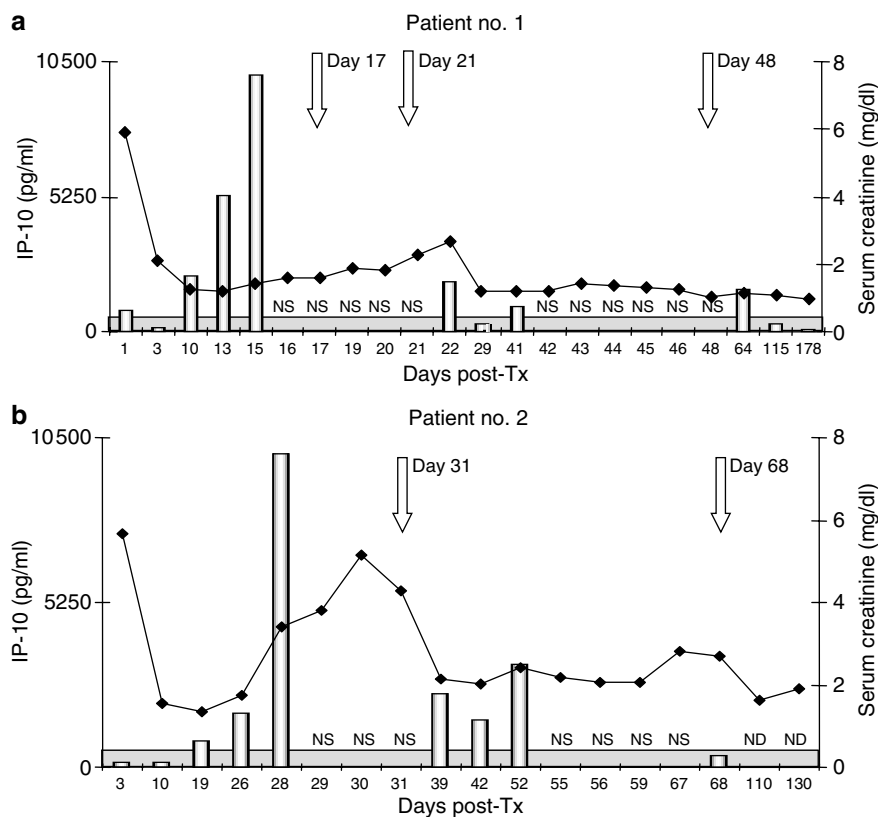 a
Patient no. 1
10 500
5250
0
IP-10 (pg/ml)
Day 17
Day 21
Day 48
8
6
4
2
0
Serum creatinine (mg/dl)
NS NS NS NS NS NS NS NS NS NS NS
1 3 10 13 15 16 17 19 20 21 22 29 41 42 43 44 45 46 48 64 115 178
Days post-Tx
b
Patient no. 2
10 500
5250
0
IP-10 (pg/ml)
Day 31
Day 68
8
6
4
2
0
Serum creatinine (mg/dl)
NS NS NS NS NS NS NS ND ND
3 10 19 26 28 29 30 31 39 42 52 55 56 59 67 68 110 130
Days post-Tx